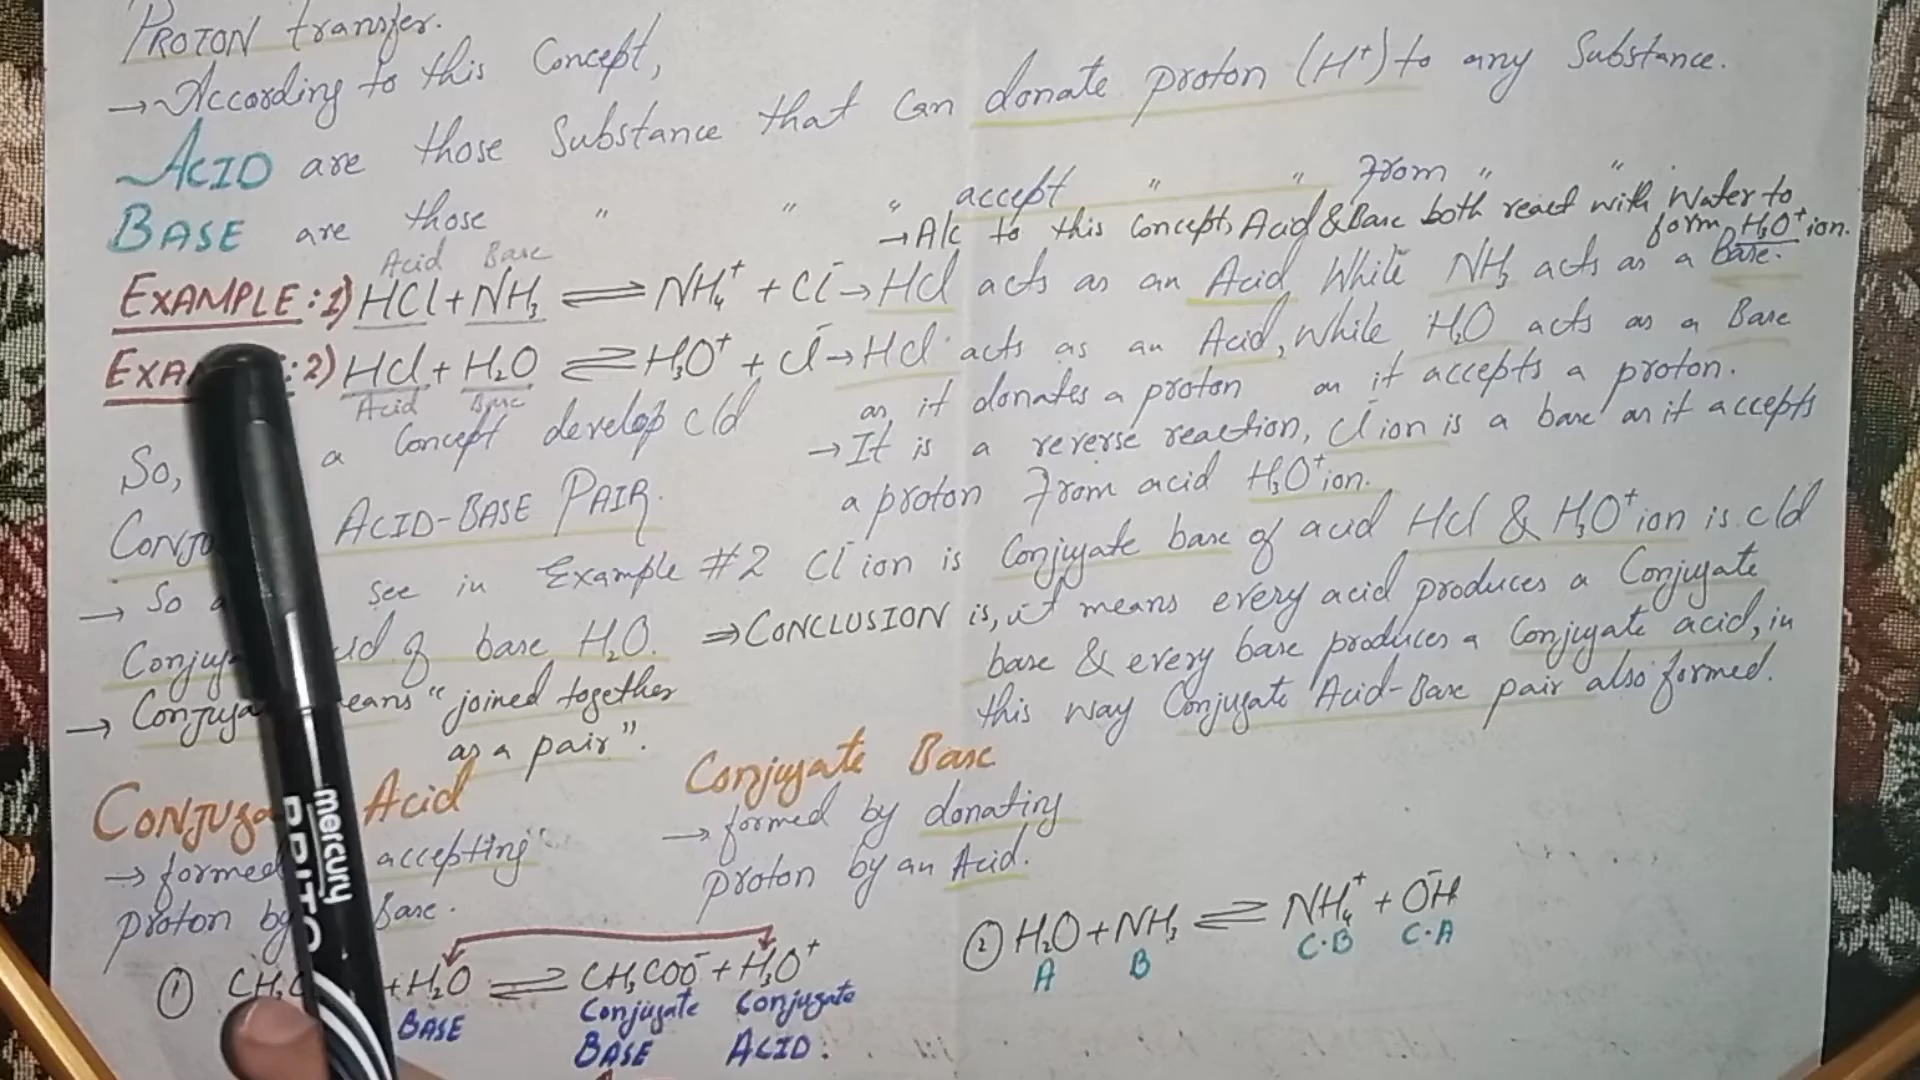 PROTON transfer.
→ According to this Concept,
ACID are those Substance that Can donate proton (H⁺) to any Substance.
BASE are those " " " accept " " From " "
→ A/c to this Concept, Acid & Base both react with Water to form H₃O⁺ ion.
Acid Base
EXAMPLE: 1) HCl + NH₃ ⇌ NH₄⁺ + Cl⁻ → HCl acts as an Acid While NH₃ acts as a Base.
: 2) HCl + H₂O ⇌ H₃O⁺ + Cl⁻ → HCl acts as an Acid, While H₂O acts as a Base
Acid Base
as it donates a proton as it accepts a proton.
So, a Concept develop c/d
ACID-BASE PAIR.
→ It is a reverse reaction, Cl⁻ ion is a base as it accepts
a proton From acid H₃O⁺ ion.
→ So see in Example #2 Cl⁻ ion is Conjugate base of acid HCl & H₃O⁺ ion is c/d
of base H₂O.
→ "joined together
as a pair".
⇒ CONCLUSION is, it means every acid produces a Conjugate
base & every base produces a Conjugate acid, in
this way Conjugate Acid-Base pair also formed.
Acid
→ formed accepting
proton by Base.
Conjugate Base
→ formed by donating
proton by an Acid.
① + H₂O ⇌ CH₃COO⁻ + H₃O⁺
BASE Conjugate BASE Conjugate ACID.
② H₂O + NH₃ ⇌ NH₄⁺ + OH⁻
A B C.B C.A
mercury